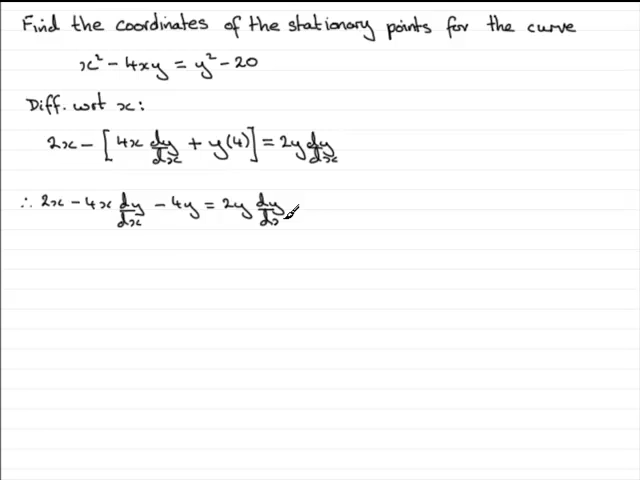 Find the coordinates of the stationary points for the curve
x² - 4xy = y² - 20
Diff. wrt x:
2x - [4x dy/dx + y(4)] = 2y dy/dx
∴ 2x - 4x dy/dx - 4y = 2y dy/dx